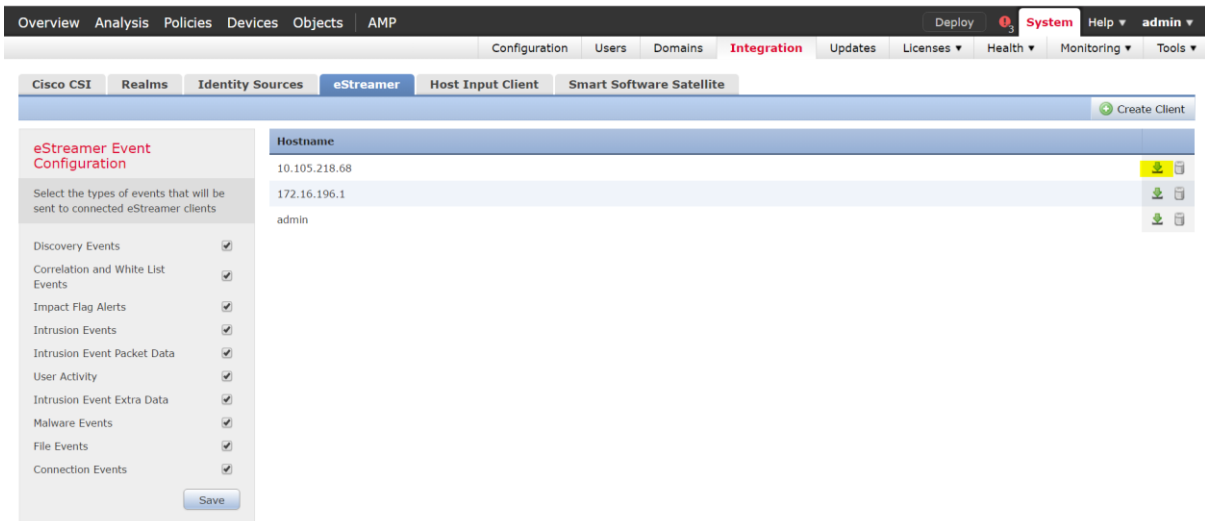 Overview Analysis Policies Devices Objects AMP Deploy 3 System Help admin
Configuration Users Domains Integration Updates Licenses Health Monitoring Tools
Cisco CSI Realms Identity Sources eStreamer Host Input Client Smart Software Satellite
Create Client
eStreamer Event
Configuration
Select the types of events that will be
sent to connected eStreamer clients
Discovery Events
Correlation and White List
Events
Impact Flag Alerts
Intrusion Events
Intrusion Event Packet Data
User Activity
Intrusion Event Extra Data
Malware Events
File Events
Connection Events
Save
Hostname
10.105.218.68
172.16.196.1
admin